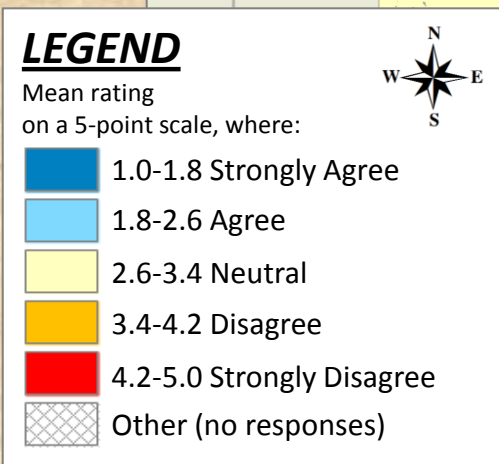 LEGEND
N
W E
S
Mean rating
on a 5-point scale, where:
1.0-1.8 Strongly Agree
1.8-2.6 Agree
2.6-3.4 Neutral
3.4-4.2 Disagree
4.2-5.0 Strongly Disagree
Other (no responses)